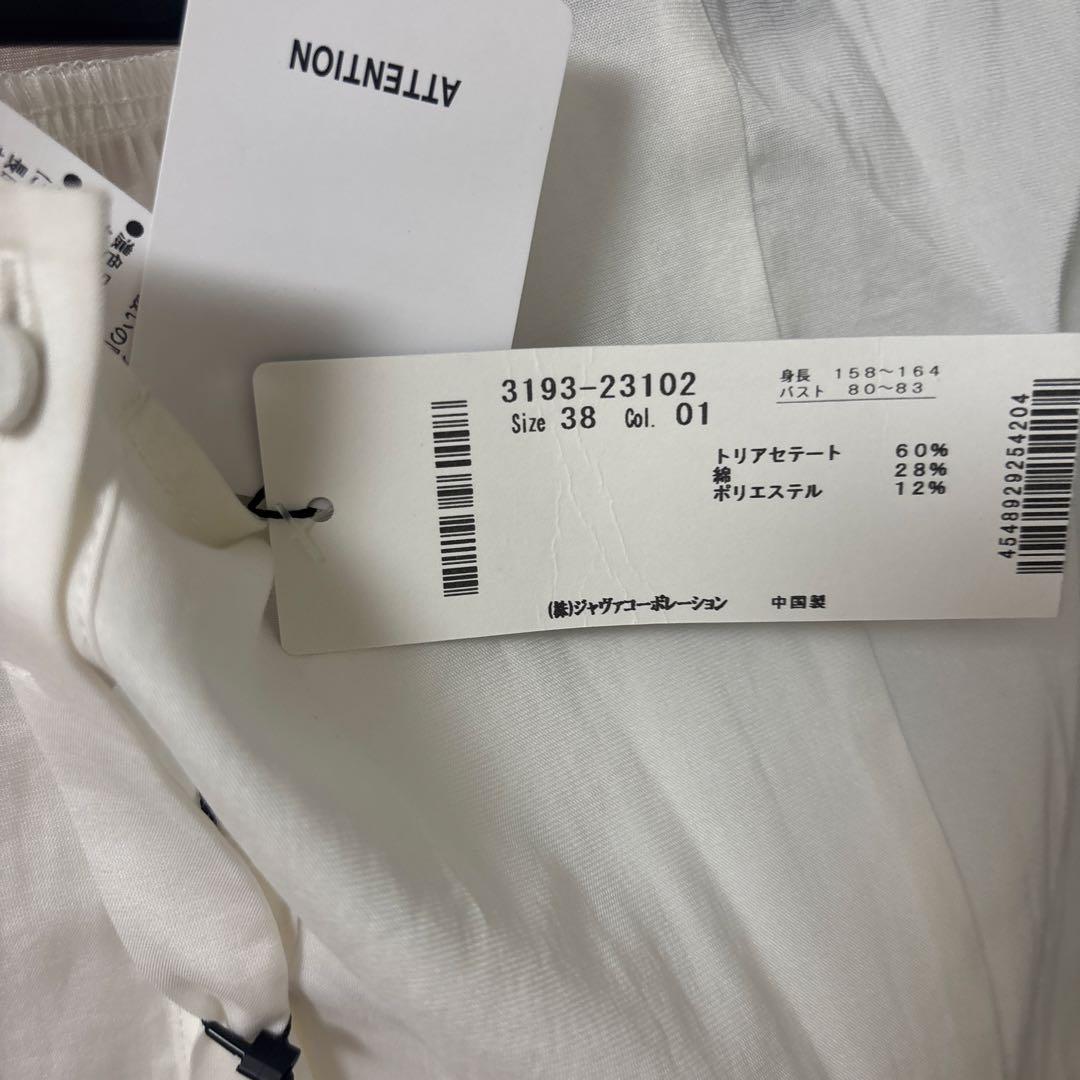 ATTENTION
3193-23102
Size 38 Col. 01
身長 158～164
バスト 80～83
トリアセテート 60%
綿 28%
ポリエステル 12%
4548929254204
(株)ジャヴァコーポレーション 中国製